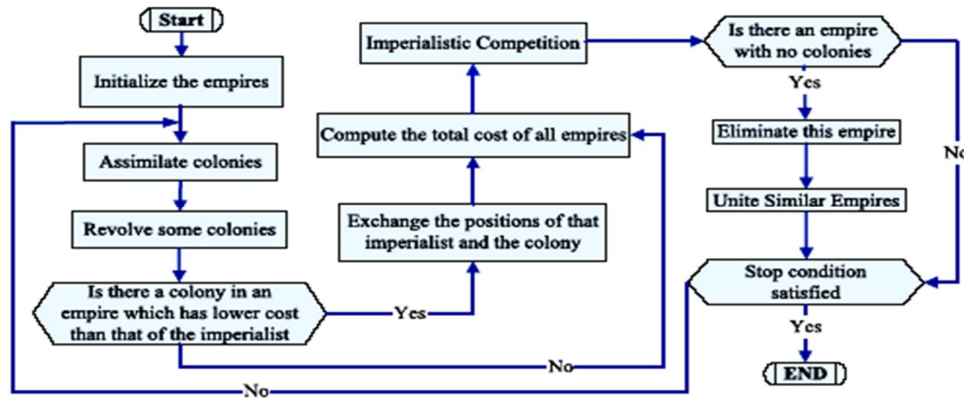 Start
Initialize the empires
Assimilate colonies
Revolve some colonies
Is there a colony in an
empire which has lower cost
than that of the imperialist
Yes
No
Exchange the positions of that
imperialist and the colony
Compute the total cost of all empires
Imperialistic Competition
Is there an empire
with no colonies
Yes
No
Eliminate this empire
Unite Similar Empires
Stop condition
satisfied
Yes
No
END